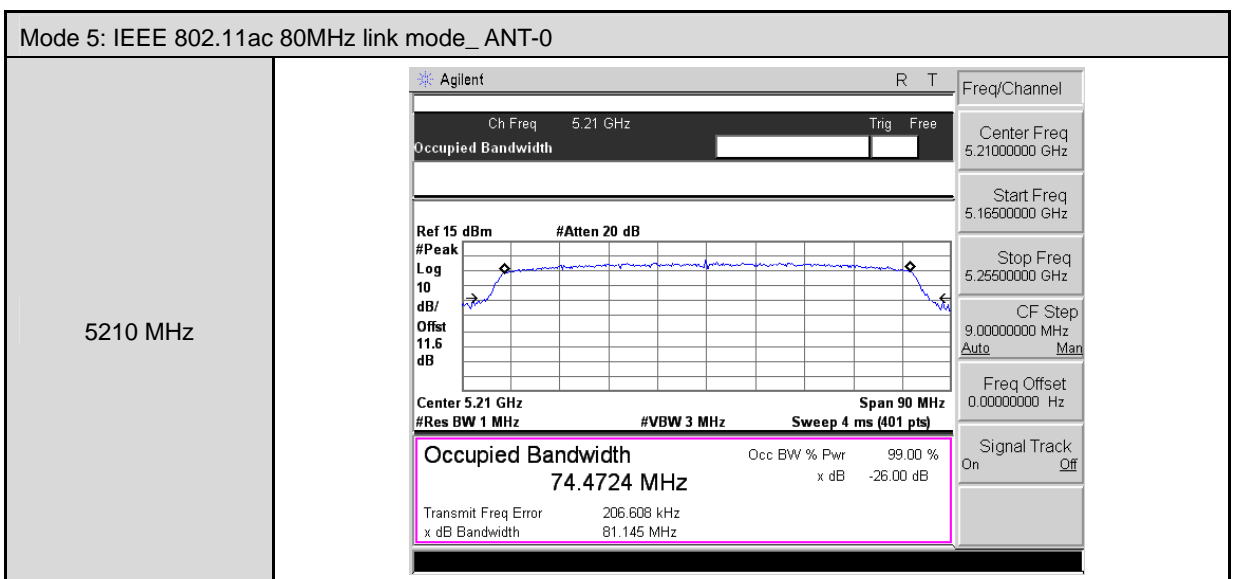 Mode 5: IEEE 802.11ac 80MHz link mode_ ANT-0
5210 MHz
Agilent R T
Ch Freq 5.21 GHz Trig Free
Occupied Bandwidth
Ref 15 dBm #Atten 20 dB
#Peak
Log
10
dB/
Offst
11.6
dB
Center 5.21 GHz Span 90 MHz
#Res BW 1 MHz #VBW 3 MHz Sweep 4 ms (401 pts)
Occupied Bandwidth
74.4724 MHz
Occ BW % Pwr 99.00 %
x dB -26.00 dB
Transmit Freq Error 206.608 kHz
x dB Bandwidth 81.145 MHz
Freq/Channel
Center Freq
5.21000000 GHz
Start Freq
5.16500000 GHz
Stop Freq
5.25500000 GHz
CF Step
9.00000000 MHz
Auto Man
Freq Offset
0.00000000 Hz
Signal Track
On Off